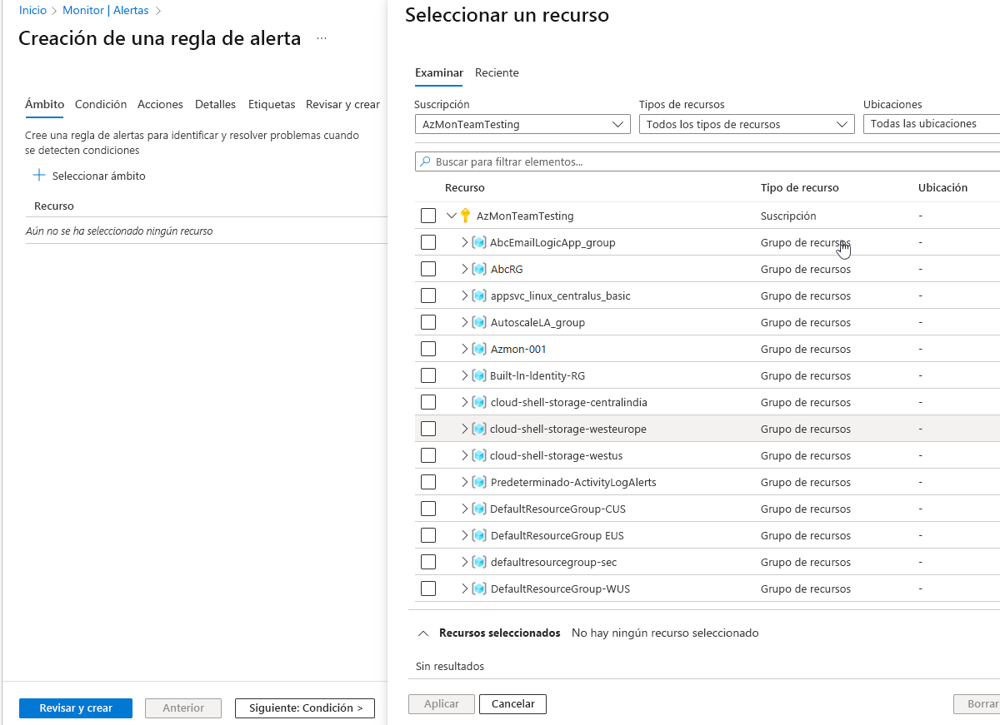 Inicio > Monitor | Alertas >
Creación de una regla de alerta ...
Ámbito Condición Acciones Detalles Etiquetas Revisar y crear
Cree una regla de alertas para identificar y resolver problemas cuando
se detecten condiciones
+ Seleccionar ámbito
Recurso
Aún no se ha seleccionado ningún recurso
Revisar y crear Anterior Siguiente: Condición >
Seleccionar un recurso
Examinar Reciente
Suscripción Tipos de recursos Ubicaciones
AzMonTeamTesting Todos los tipos de recursos Todas las ubicaciones
Buscar para filtrar elementos...
Recurso Tipo de recurso Ubicación
AzMonTeamTesting Suscripción -
AbcEmailLogicApp_group Grupo de recursos -
AbcRG Grupo de recursos -
appsvc_linux_centralus_basic Grupo de recursos -
AutoscaleLA_group Grupo de recursos -
Azmon-001 Grupo de recursos -
Built-In-Identity-RG Grupo de recursos -
cloud-shell-storage-centralindia Grupo de recursos -
cloud-shell-storage-westeurope Grupo de recursos -
cloud-shell-storage-westus Grupo de recursos -
Predeterminado-ActivityLogAlerts Grupo de recursos -
DefaultResourceGroup-CUS Grupo de recursos -
DefaultResourceGroup EUS Grupo de recursos -
defaultresourcegroup-sec Grupo de recursos -
DefaultResourceGroup-WUS Grupo de recursos -
Recursos seleccionados No hay ningún recurso seleccionado
Sin resultados
Aplicar Cancelar Borrar